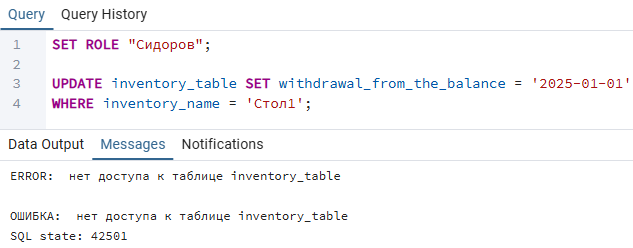 Query Query History
1 SET ROLE "Сидоров";
2
3 UPDATE inventory_table SET withdrawal_from_the_balance = '2025-01-01'
4 WHERE inventory_name = 'Стол1';
Data Output Messages Notifications
ERROR: нет доступа к таблице inventory_table
ОШИБКА: нет доступа к таблице inventory_table
SQL state: 42501